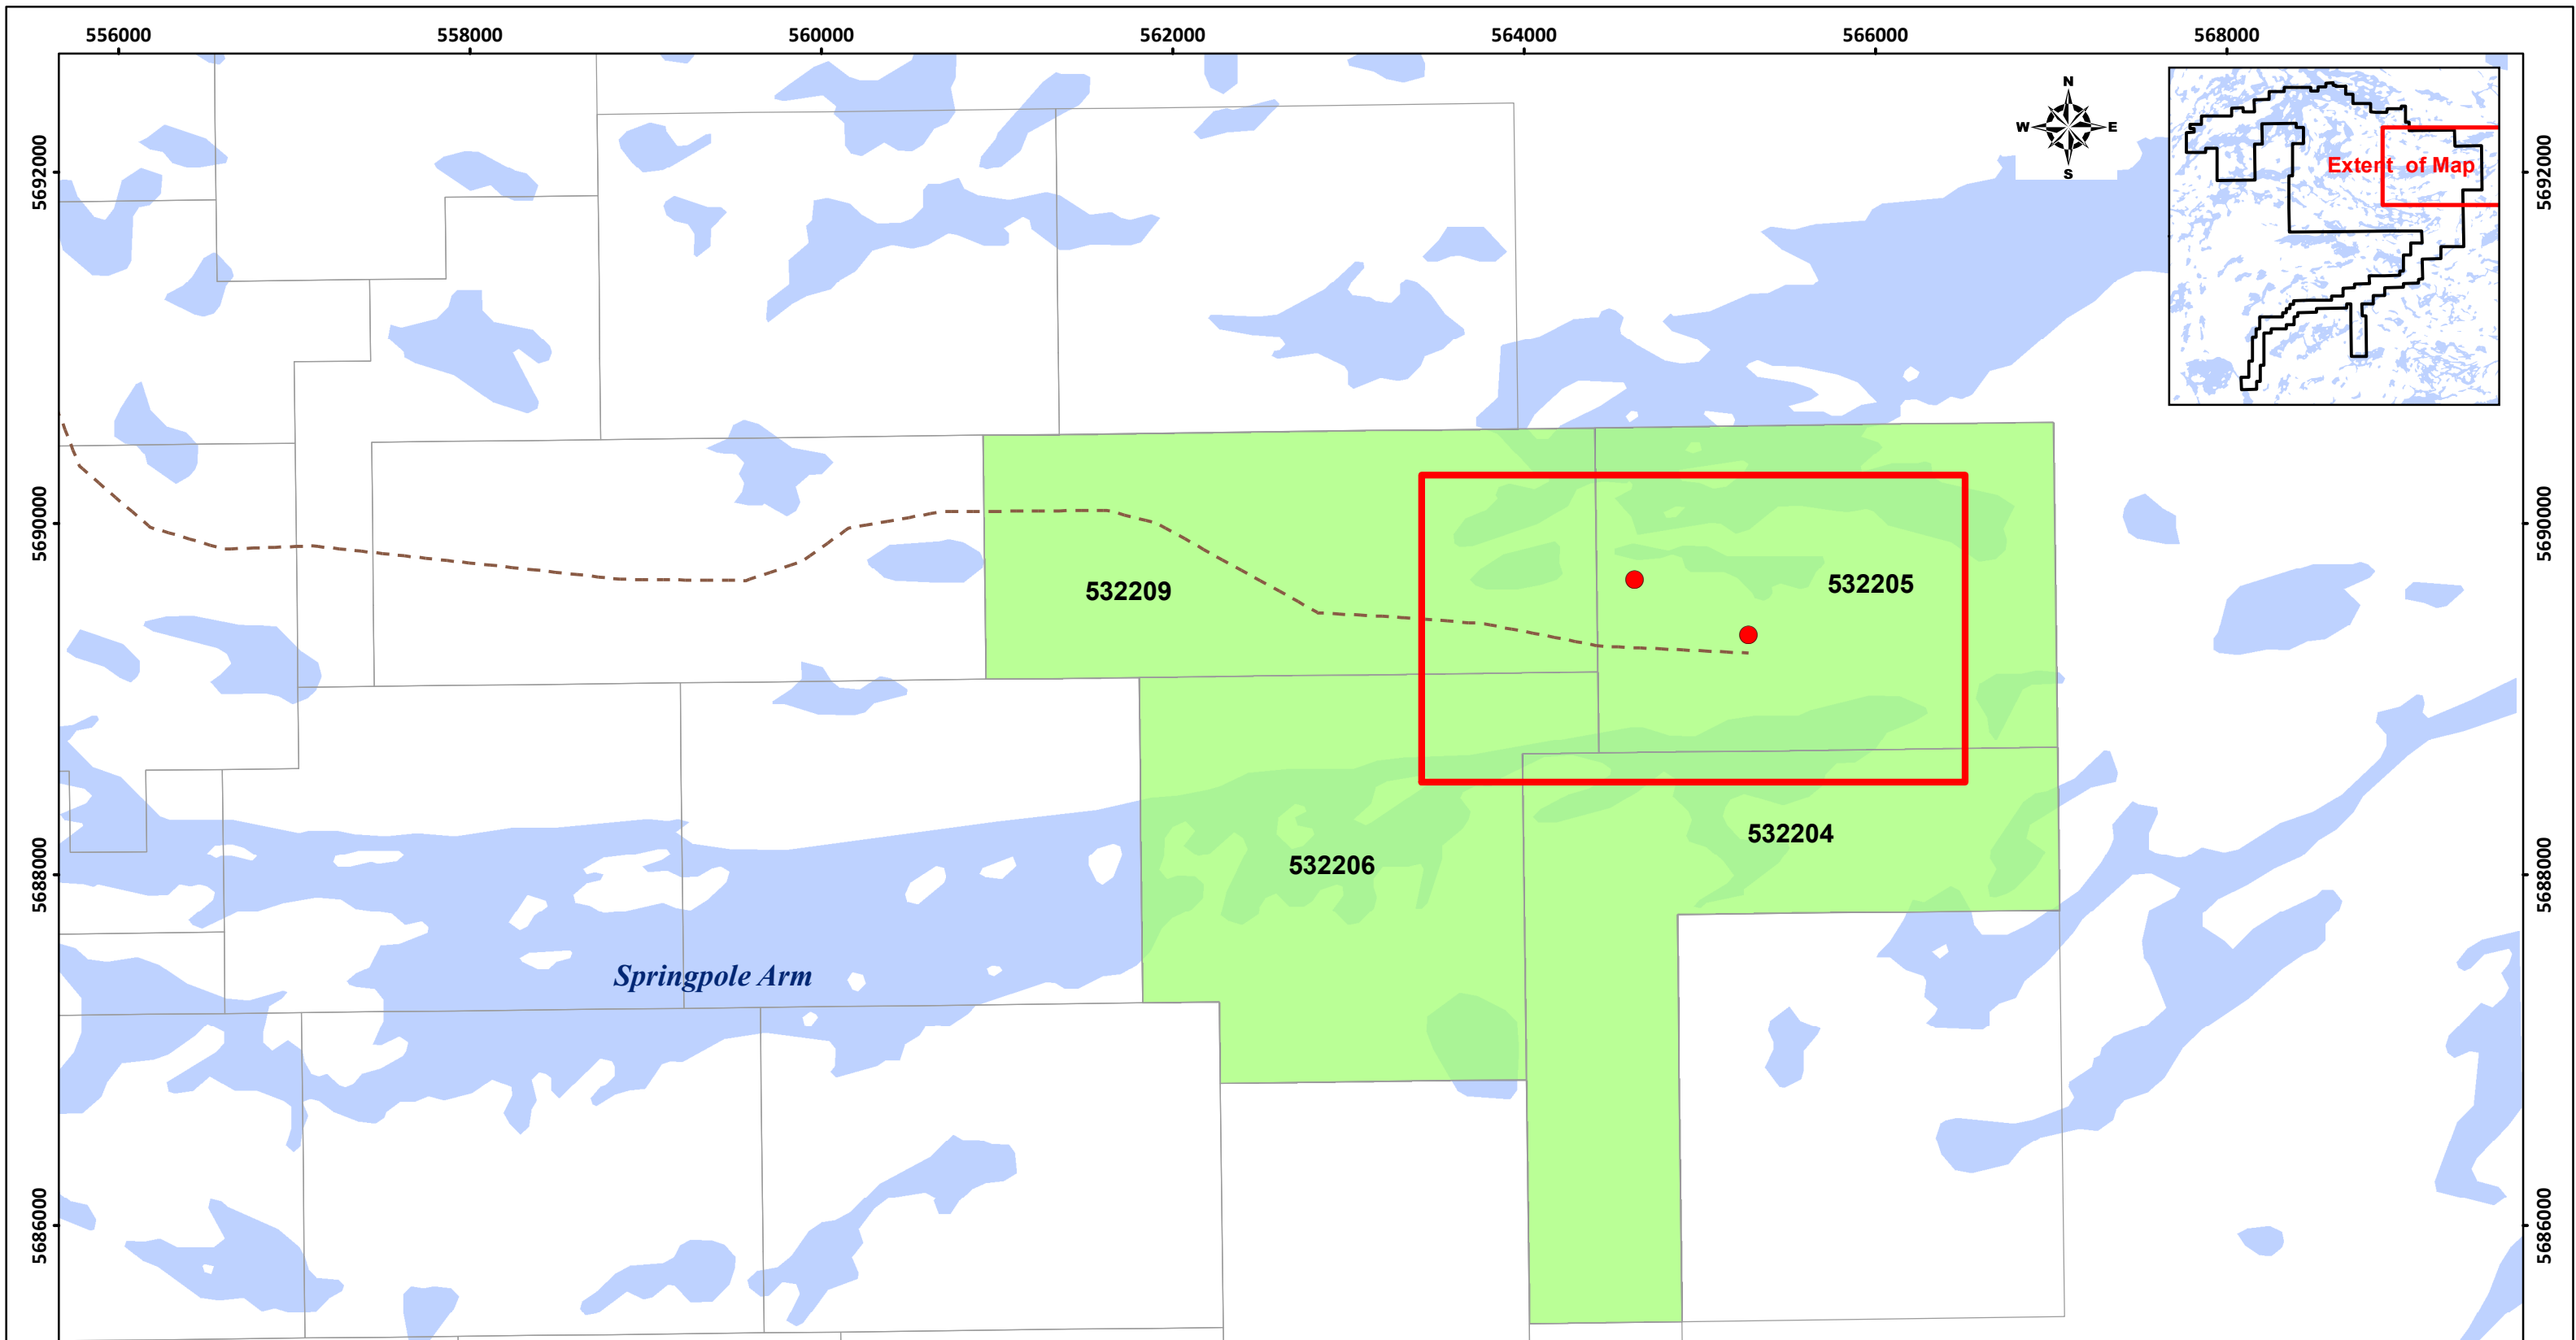 556000 558000 560000 562000 564000 566000 568000
N
W E
S
Extent of Map
5692000 5692000
5690000 5690000
532209
532205
532204
532206
5688000 5688000
Springpole Arm
5686000 5686000